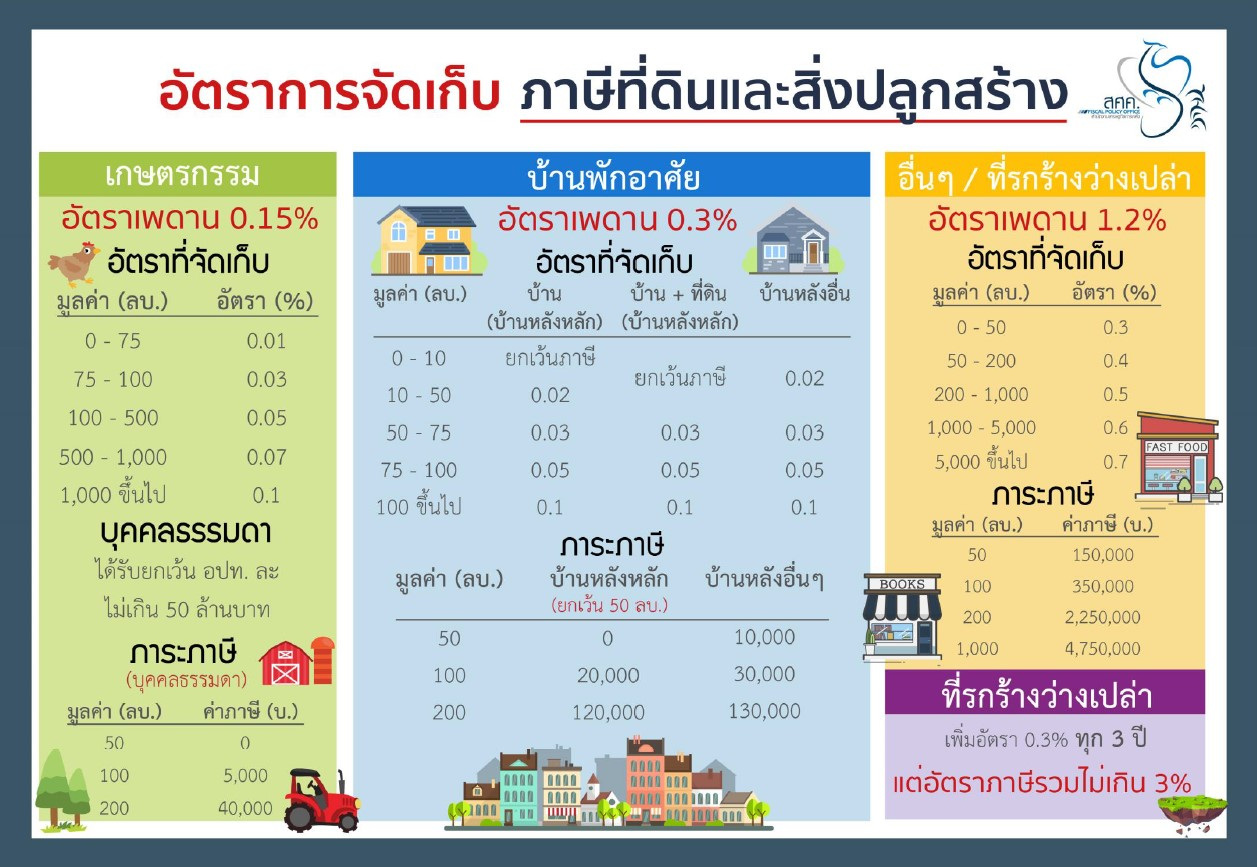 อัตราการจัดเก็บ ภาษีที่ดินและสิ่งปลูกสร้าง
สศค.
FISCAL POLICY OFFICE
สำนักงานเศรษฐกิจการคลัง
เกษตรกรรม
อัตราเพดาน 0.15%
อัตราที่จัดเก็บ
มูลค่า (ลบ.) อัตรา (%)
0 - 75 0.01
75 - 100 0.03
100 - 500 0.05
500 - 1,000 0.07
1,000 ขึ้นไป 0.1
บุคคลธรรมดา
ได้รับยกเว้น อปท. ละ
ไม่เกิน 50 ล้านบาท
ภาระภาษี
(บุคคลธรรมดา)
มูลค่า (ลบ.) ค่าภาษี (บ.)
50 0
100 5,000
200 40,000
บ้านพักอาศัย
อัตราเพดาน 0.3%
อัตราที่จัดเก็บ
มูลค่า (ลบ.) บ้าน บ้าน + ที่ดิน บ้านหลังอื่น
(บ้านหลังหลัก) (บ้านหลังหลัก)
0 - 10 ยกเว้นภาษี
ยกเว้นภาษี 0.02
10 - 50 0.02
50 - 75 0.03 0.03 0.03
75 - 100 0.05 0.05 0.05
100 ขึ้นไป 0.1 0.1 0.1
ภาระภาษี
มูลค่า (ลบ.) บ้านหลังหลัก บ้านหลังอื่นๆ
(ยกเว้น 50 ลบ.)
50 0 10,000
100 20,000 30,000
200 120,000 130,000
อื่นๆ / ที่รกร้างว่างเปล่า
อัตราเพดาน 1.2%
อัตราที่จัดเก็บ
มูลค่า (ลบ.) อัตรา (%)
0 - 50 0.3
50 - 200 0.4
200 - 1,000 0.5
1,000 - 5,000 0.6
5,000 ขึ้นไป 0.7
FAST FOOD
ภาระภาษี
มูลค่า (ลบ.) ค่าภาษี (บ.)
50 150,000
100 350,000
200 2,250,000
1,000 4,750,000
BOOKS
ที่รกร้างว่างเปล่า
เพิ่มอัตรา 0.3% ทุก 3 ปี
แต่อัตราภาษีรวมไม่เกิน 3%